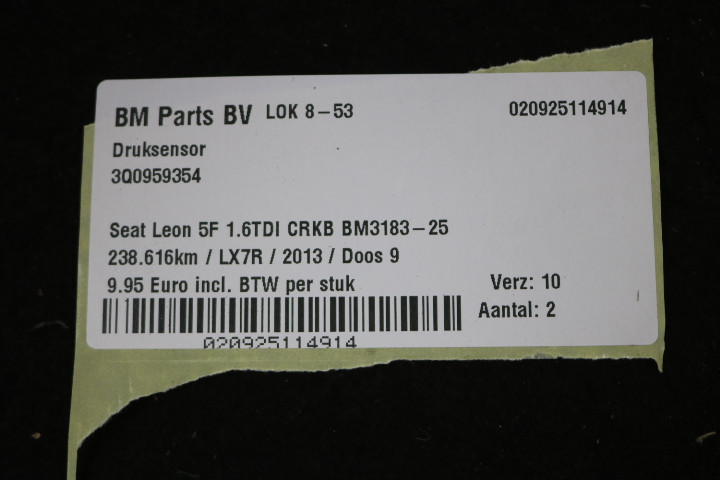 BM Parts BV LOK 8-53 020925114914
Druksensor
3Q0959354
Seat Leon 5F 1.6TDI CRKB BM3183-25
238.616km / LX7R / 2013 / Doos 9
9.95 Euro incl. BTW per stuk Verz: 10
Aantal: 2
020925114914